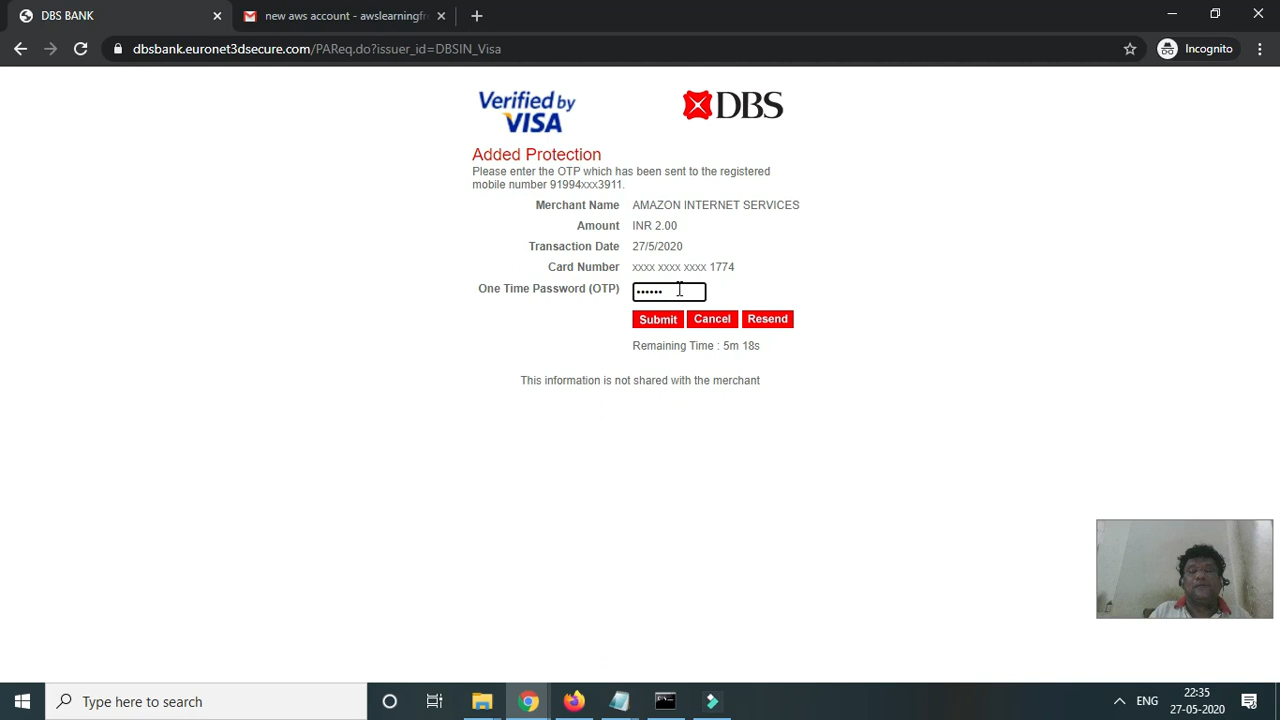 DBS BANK
new aws account - awslearningfr
dbsbank.euronet3dsecure.com/PAReq.do?issuer_id=DBSIN_Visa
Incognito
Verified by
VISA
DBS
Added Protection
Please enter the OTP which has been sent to the registered
mobile number 91994xxx3911.
Merchant Name AMAZON INTERNET SERVICES
Amount INR 2.00
Transaction Date 27/5/2020
Card Number xxxx xxxx xxxx 1774
One Time Password (OTP) ••••••
Submit Cancel Resend
Remaining Time : 5m 18s
This information is not shared with the merchant
Type here to search
ENG
22:35
27-05-2020